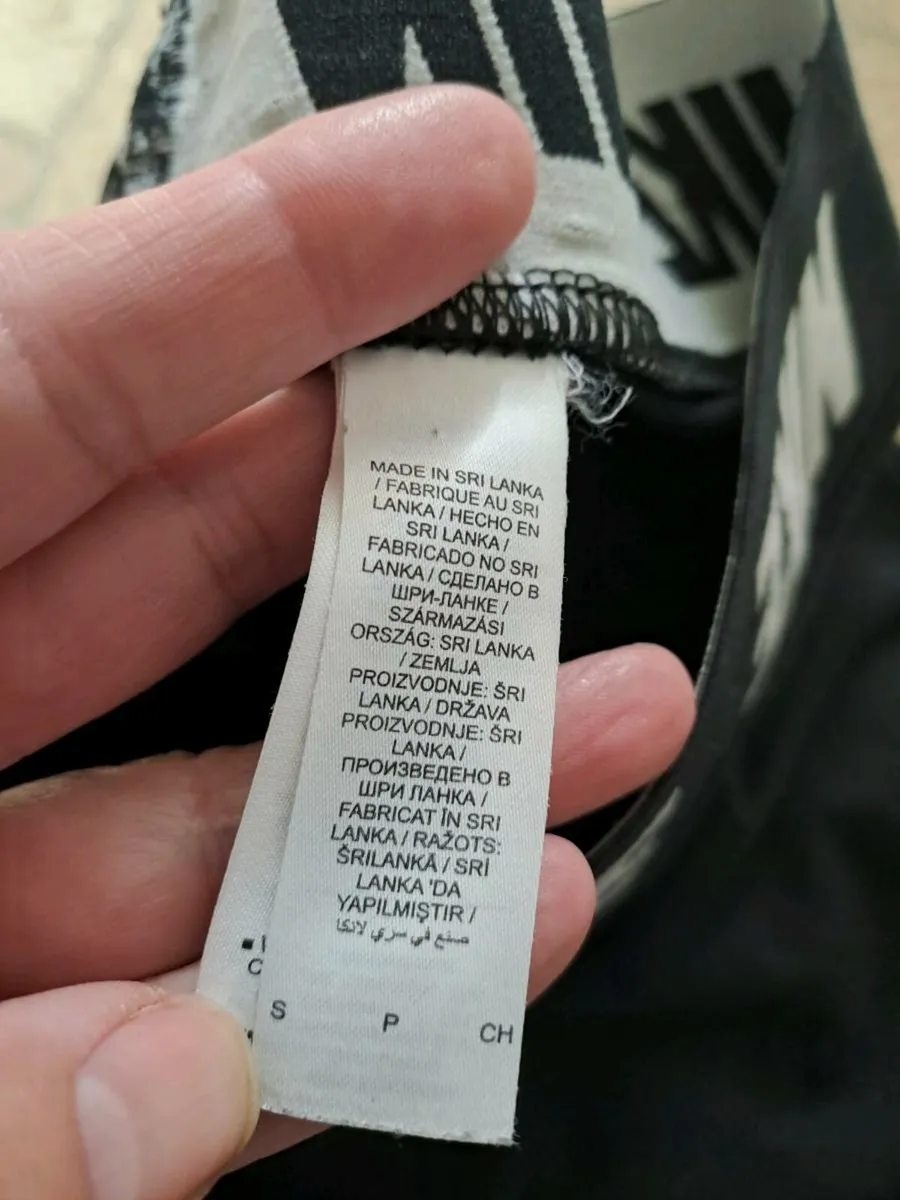 MADE IN SRI LANKA
/ FABRIQUE AU SRI
LANKA / HECHO EN
SRI LANKA /
FABRICADO NO SRI
LANKA / СДЕЛАНО В
ШРИ-ЛАНКЕ /
SZÁRMAZÁSI
ORSZÁG: SRI LANKA
/ ZEMLJA
PROIZVODNJE: ŠRI
LANKA / DRŽAVA
PROIZVODNJE: ŠRI
LANKA /
ПРОИЗВЕДЕНО В
ШРИ ЛАНКА /
FABRICAT ÎN SRI
LANKA / RAŽOTS:
ŠRILANKĀ / SRİ
LANKA 'DA
YAPILMIŞTIR /
صنع في سري لانكا
S P CH